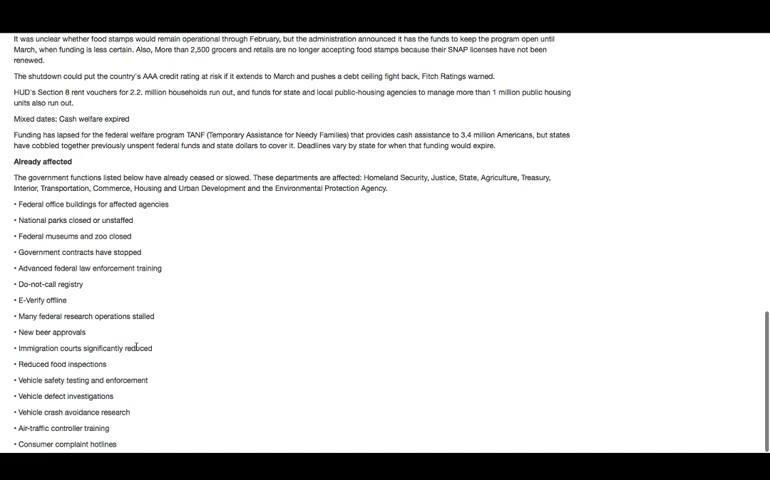 It was unclear whether food stamps would remain operational through February, but the administration announced it has the funds to keep the program open until
March, when funding is less certain. Also, More than 2,500 grocers and retails are no longer accepting food stamps because their SNAP licenses have not been
renewed.
The shutdown could put the country's AAA credit rating at risk if it extends to March and pushes a debt ceiling fight back, Fitch Ratings warned.
HUD's Section 8 rent vouchers for 2.2. million households run out, and funds for state and local public-housing agencies to manage more than 1 million public housing
units also run out.
Mixed dates: Cash welfare expired
Funding has lapsed for the federal welfare program TANF (Temporary Assistance for Needy Families) that provides cash assistance to 3.4 million Americans, but states
have cobbled together previously unspent federal funds and state dollars to cover it. Deadlines vary by state for when that funding would expire.
Already affected
The government functions listed below have already ceased or slowed. These departments are affected: Homeland Security, Justice, State, Agriculture, Treasury,
Interior, Transportation, Commerce, Housing and Urban Development and the Environmental Protection Agency.
• Federal office buildings for affected agencies
• National parks closed or unstaffed
• Federal museums and zoo closed
• Government contracts have stopped
• Advanced federal law enforcement training
• Do-not-call registry
• E-Verify offline
• Many federal research operations stalled
• New beer approvals
• Immigration courts significantly reduced
• Reduced food inspections
• Vehicle safety testing and enforcement
• Vehicle defect investigations
• Vehicle crash avoidance research
• Air-traffic controller training
• Consumer complaint hotlines